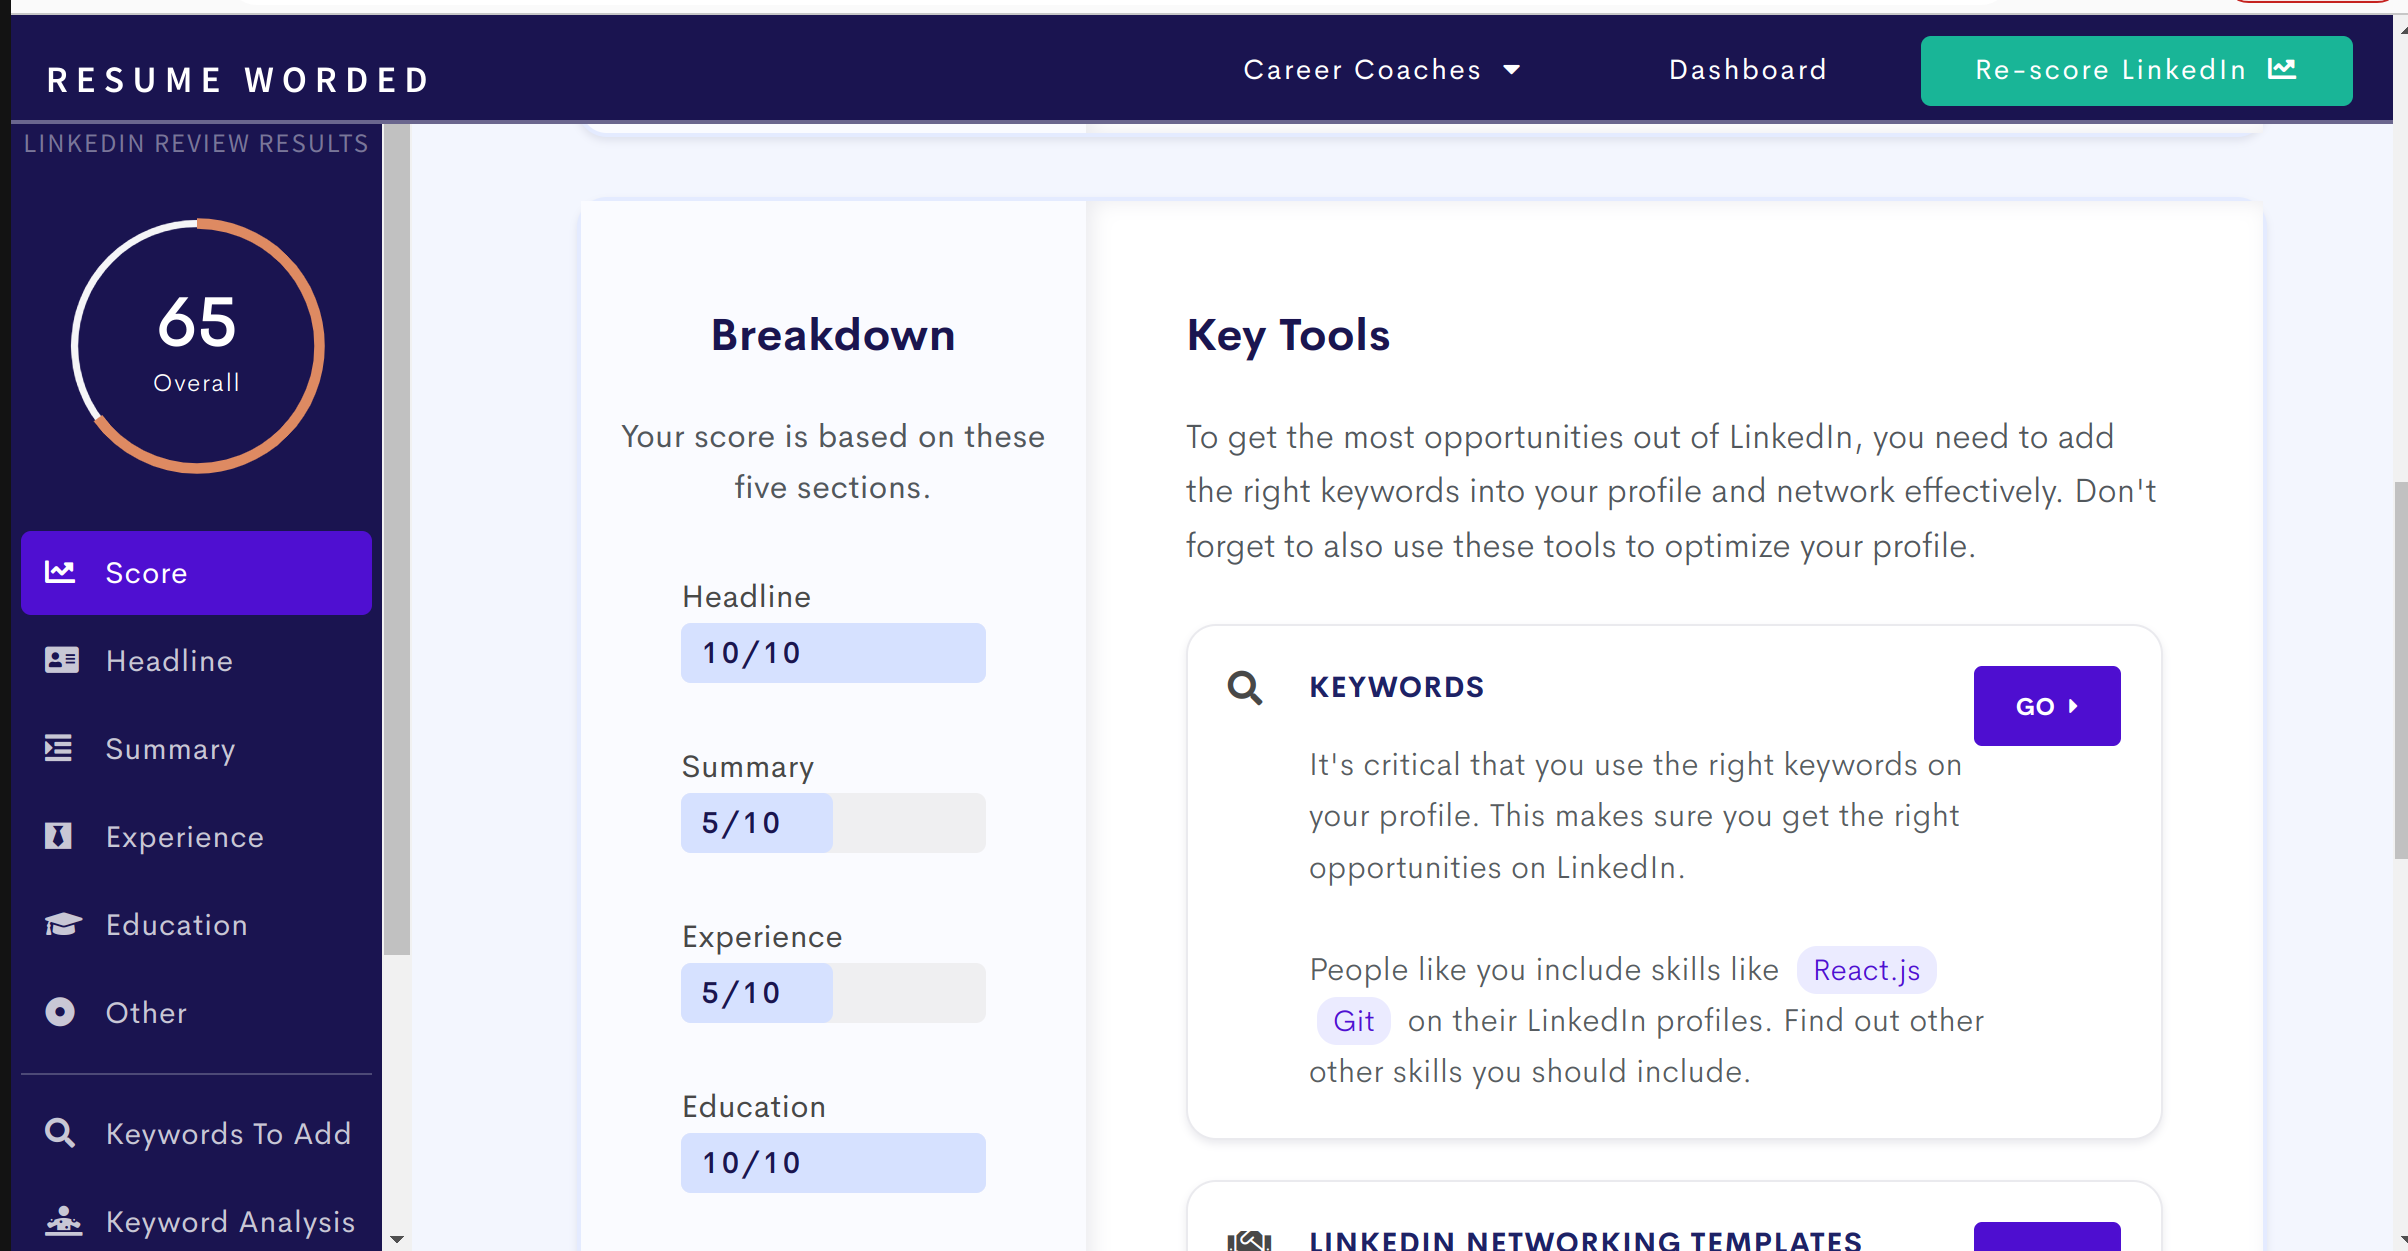 RESUME WORDED
Career Coaches
Dashboard
Re-score LinkedIn
LINKEDIN REVIEW RESULTS
65
Overall
Score
Headline
Summary
Experience
Education
Other
Keywords To Add
Keyword Analysis
Breakdown
Your score is based on these
five sections.
Headline
10/10
Summary
5/10
Experience
5/10
Education
10/10
Key Tools
To get the most opportunities out of LinkedIn, you need to add
the right keywords into your profile and network effectively. Don't
forget to also use these tools to optimize your profile.
KEYWORDS
GO
It's critical that you use the right keywords on
your profile. This makes sure you get the right
opportunities on LinkedIn.
People like you include skills like React.js
Git on their LinkedIn profiles. Find out other
other skills you should include.
LINKEDIN NETWORKING TEMPLATES